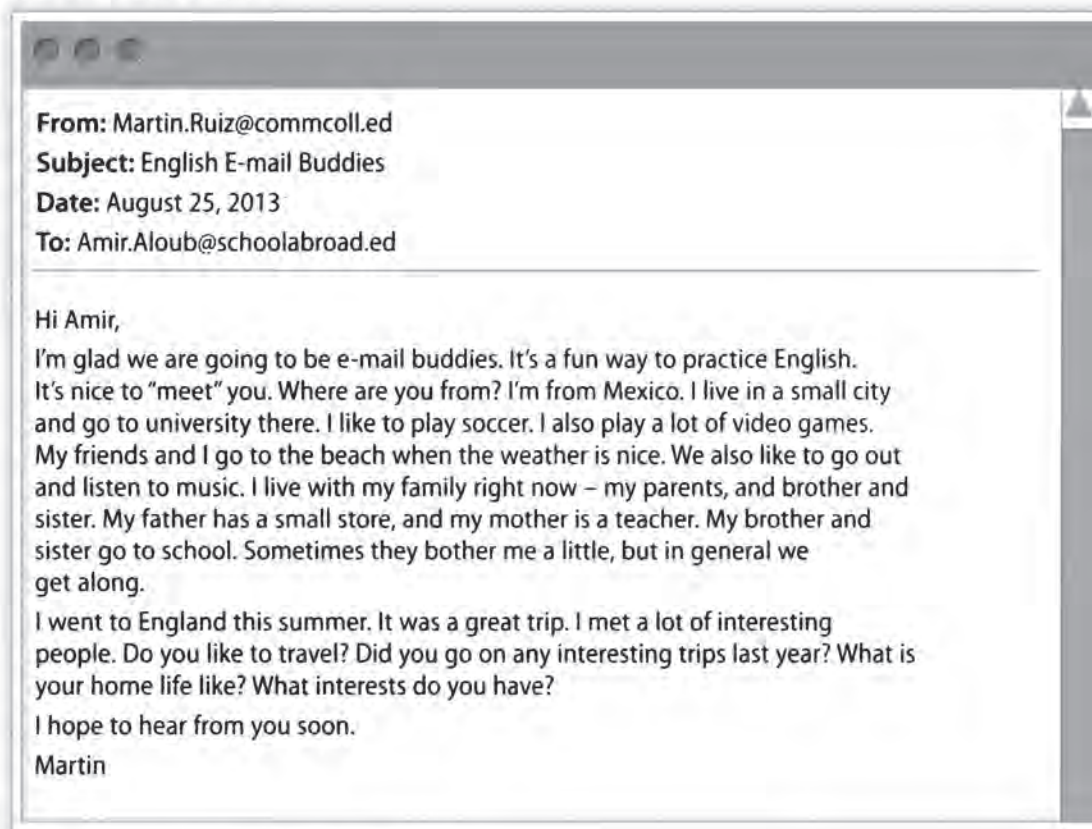 From: Martin.Ruiz@commcoll.ed
Subject: English E-mail Buddies
Date: August 25, 2013
To: Amir.Aloub@schoolabroad.ed
Hi Amir,
I'm glad we are going to be e-mail buddies. It's a fun way to practice English.
It's nice to "meet" you. Where are you from? I'm from Mexico. I live in a small city
and go to university there. I like to play soccer. I also play a lot of video games.
My friends and I go to the beach when the weather is nice. We also like to go out
and listen to music. I live with my family right now – my parents, and brother and
sister. My father has a small store, and my mother is a teacher. My brother and
sister go to school. Sometimes they bother me a little, but in general we
get along.
I went to England this summer. It was a great trip. I met a lot of interesting
people. Do you like to travel? Did you go on any interesting trips last year? What is
your home life like? What interests do you have?
I hope to hear from you soon.
Martin